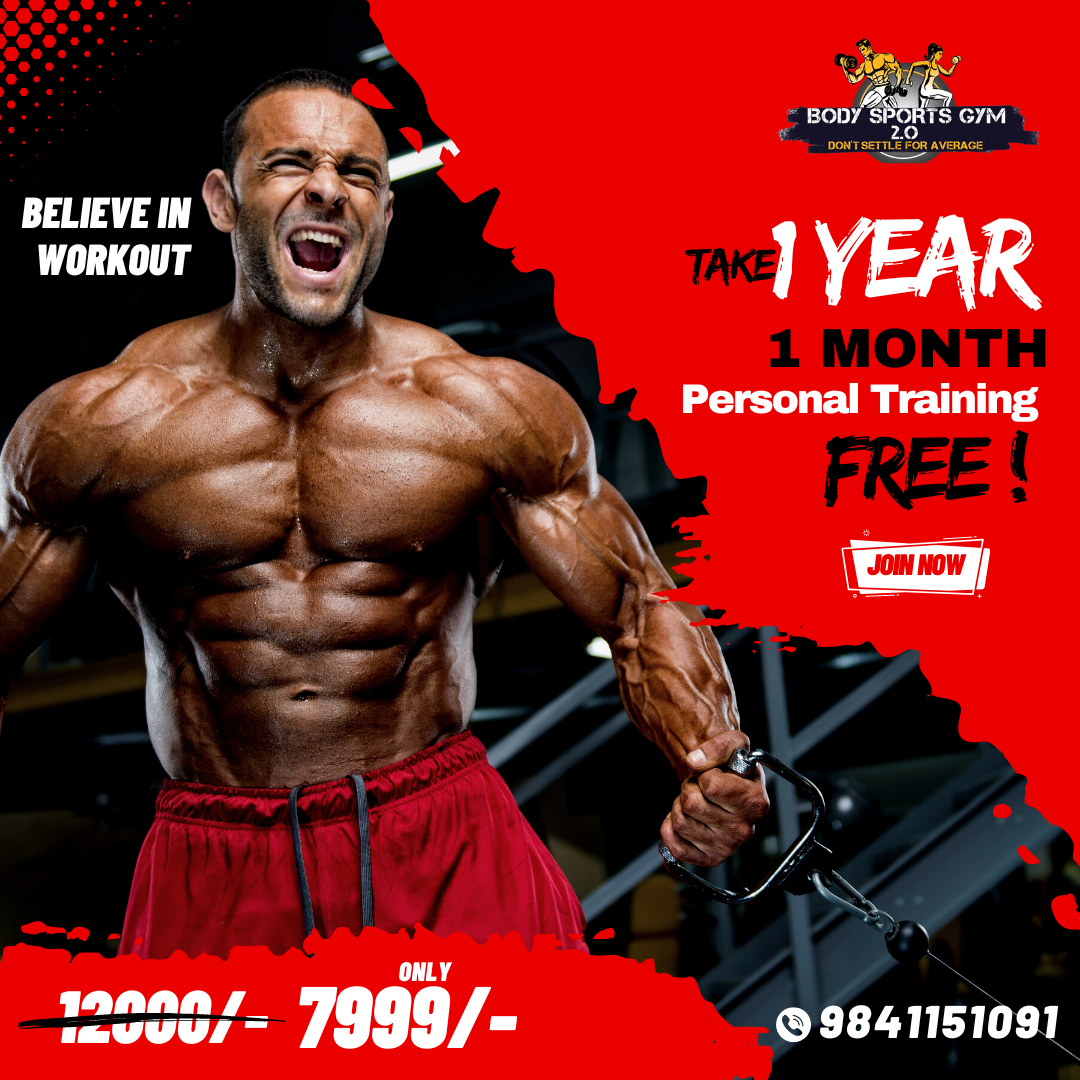 BODY SPORTS GYM
2.0
DON'T SETTLE FOR AVERAGE
BELIEVE IN
WORKOUT
TAKE 1 YEAR
1 MONTH
Personal Training
FREE !
JOIN NOW
ONLY
12000/- 7999/-
9841151091